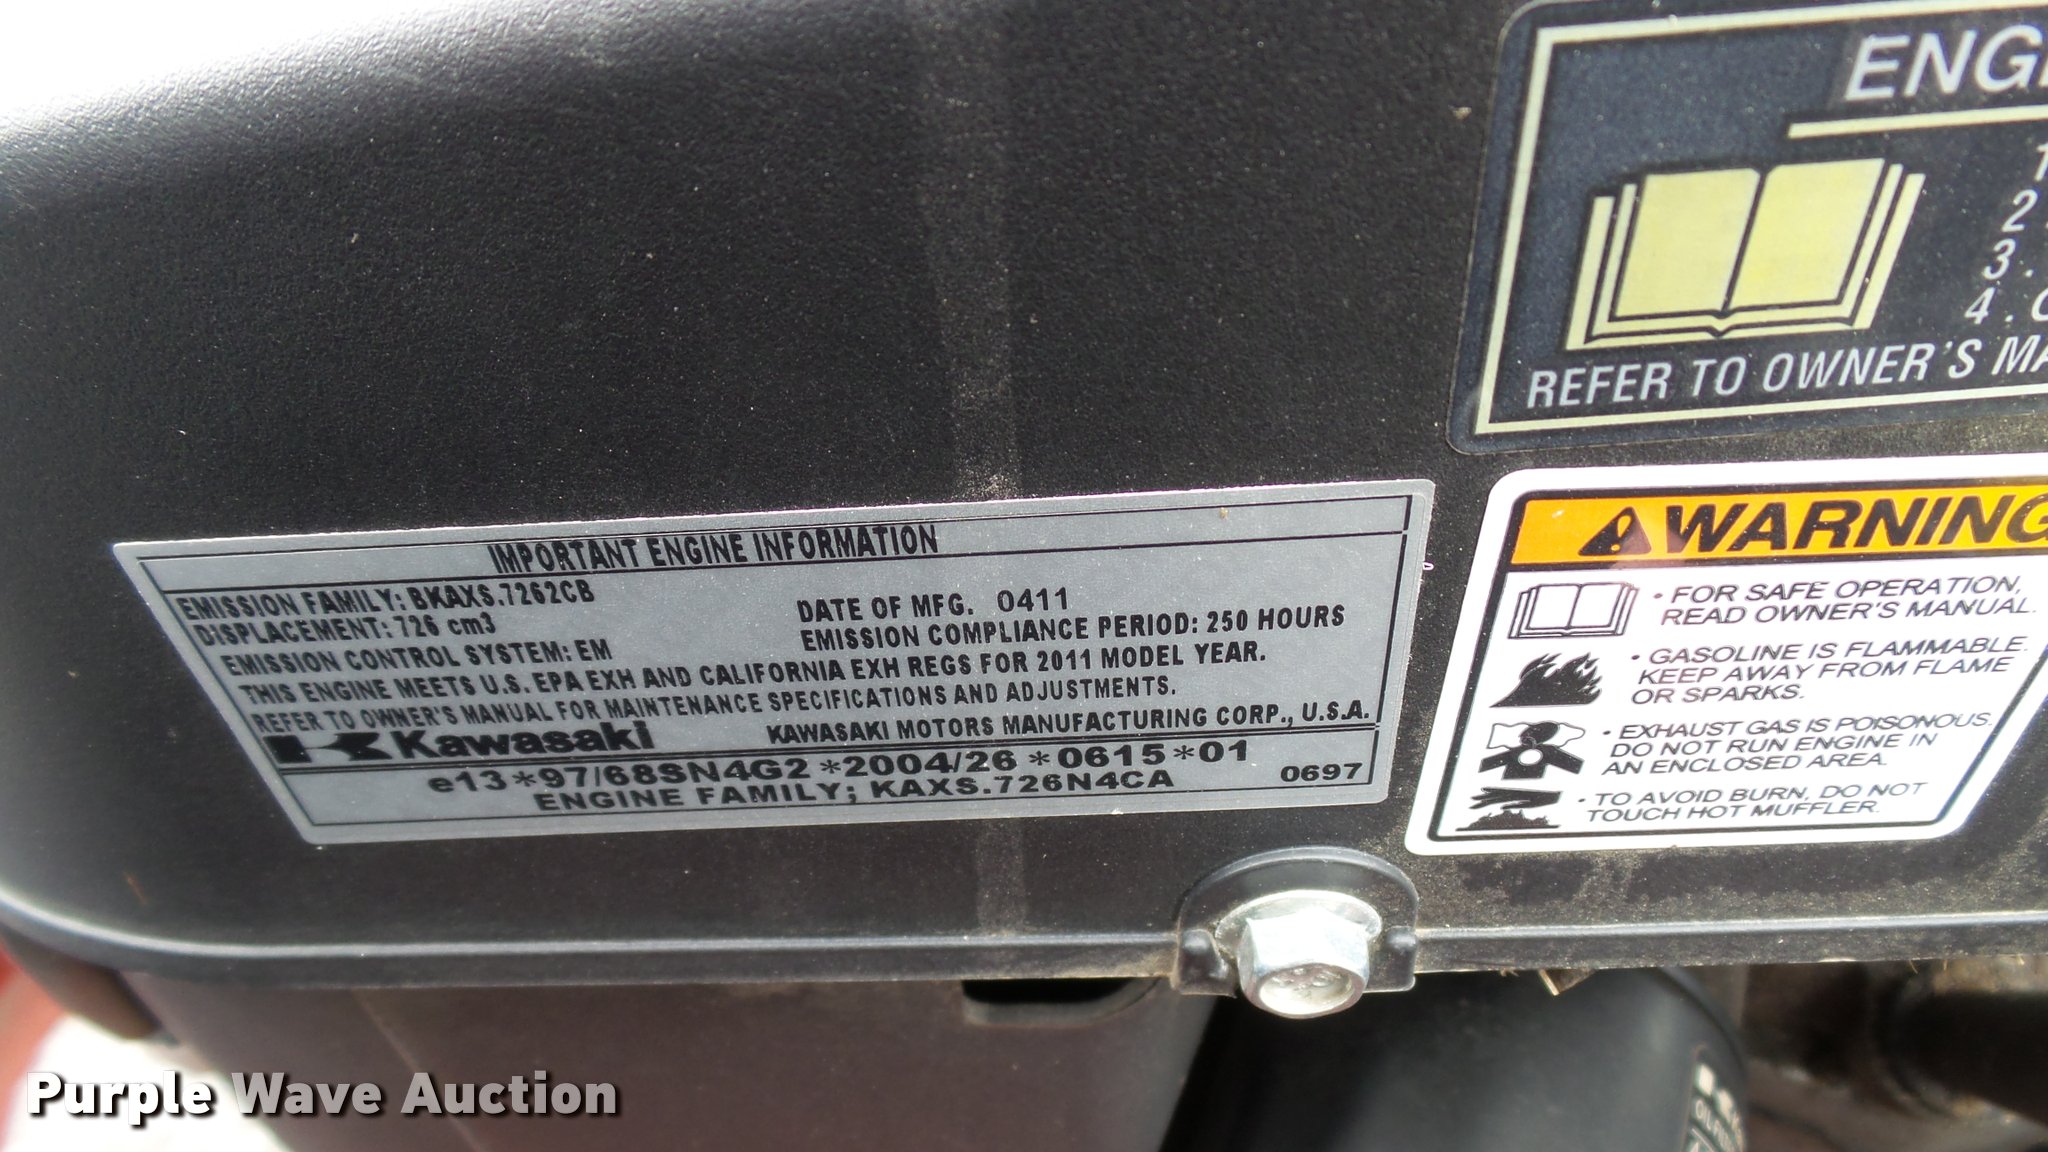 IMPORTANT ENGINE INFORMATION
EMISSION FAMILY: BKAXS.7262CB
DISPLACEMENT: 726 cm3
DATE OF MFG. 0411
EMISSION CONTROL SYSTEM: EM
EMISSION COMPLIANCE PERIOD: 250 HOURS
THIS ENGINE MEETS U.S. EPA EXH AND CALIFORNIA EXH REGS FOR 2011 MODEL YEAR.
REFER TO OWNER'S MANUAL FOR MAINTENANCE SPECIFICATIONS AND ADJUSTMENTS.
Kawasaki
KAWASAKI MOTORS MANUFACTURING CORP., U.S.A.
e13*97/68SN4G2*2004/26*0615*01
ENGINE FAMILY; KAXS.726N4CA
0697
2.
3.
4.
REFER TO OWNER'S
WARNING
• FOR SAFE OPERATION,
READ OWNER'S MANUAL.
• GASOLINE IS FLAMMABLE.
KEEP AWAY FROM FLAME
OR SPARKS.
• EXHAUST GAS IS POISONOUS.
DO NOT RUN ENGINE IN
AN ENCLOSED AREA.
• TO AVOID BURN, DO NOT
TOUCH HOT MUFFLER.
Purple Wave Auction